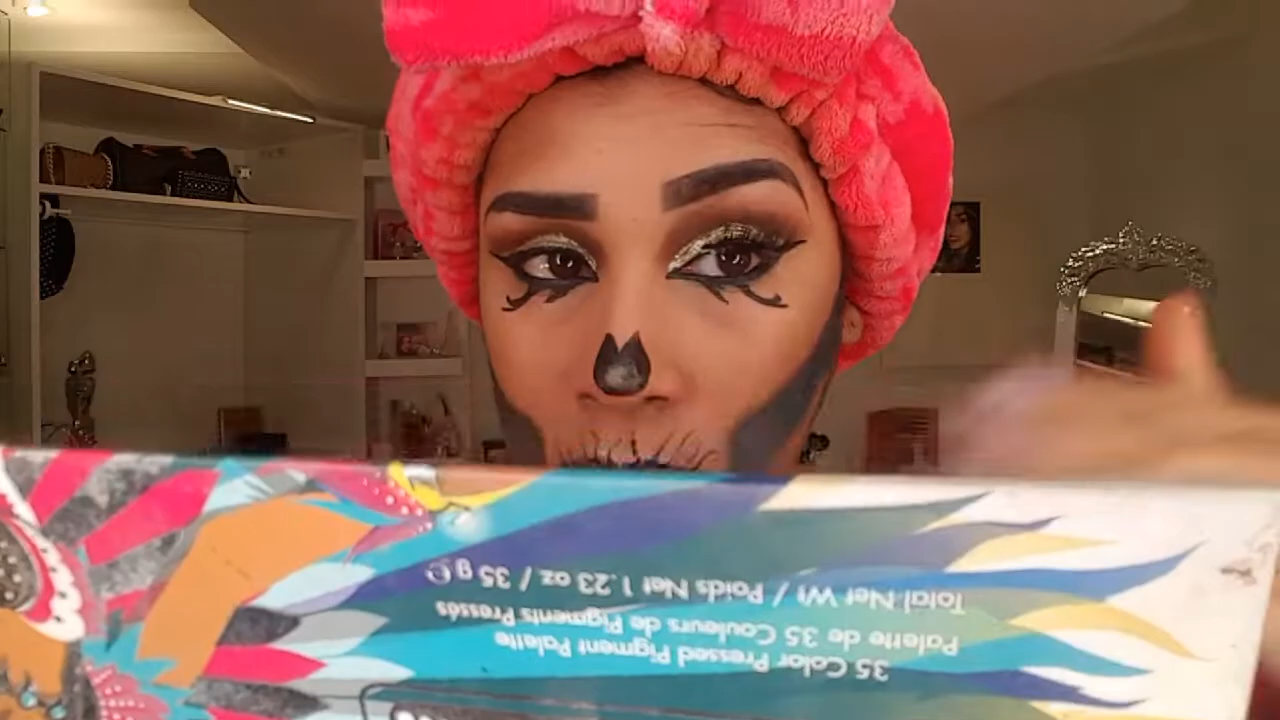 35 Color Pressed Pigment Palette
Palette de 35 Couleurs de Pigments Pressés
Total Net Wt / Poids Net 1.23 oz / 35 g ℮